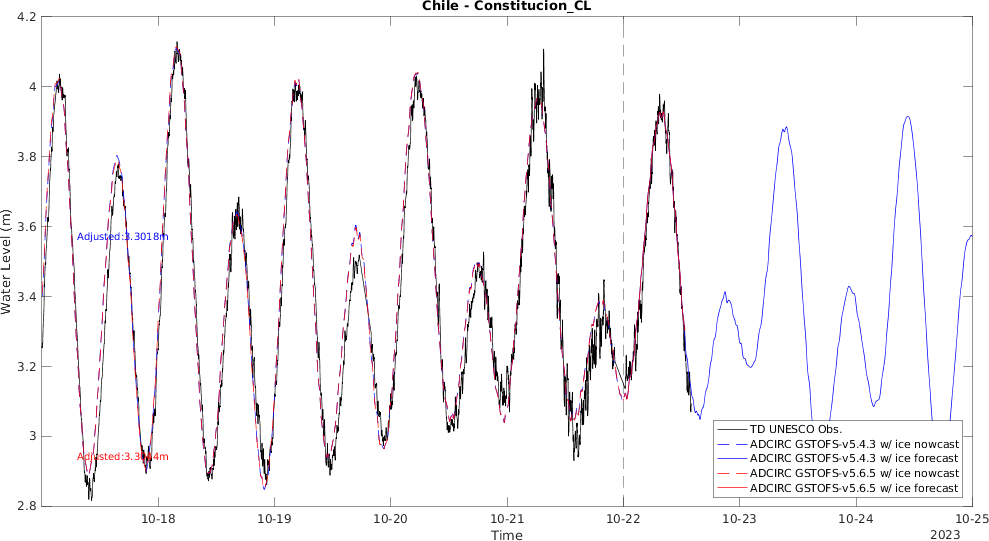 Chile - Constitucion_CL
4.2
4
3.8
3.6
3.4
3.2
3
2.8
Water Level (m)
Adjusted:3.3018m
10-18
10-19
10-20
10-21
10-22
10-23
10-24
10-25
Time
2023
TD UNESCO Obs.
ADCIRC GSTOFS-v5.4.3 w/ ice nowcast
ADCIRC GSTOFS-v5.4.3 w/ ice forecast
ADCIRC GSTOFS-v5.6.5 w/ ice nowcast
ADCIRC GSTOFS-v5.6.5 w/ ice forecast